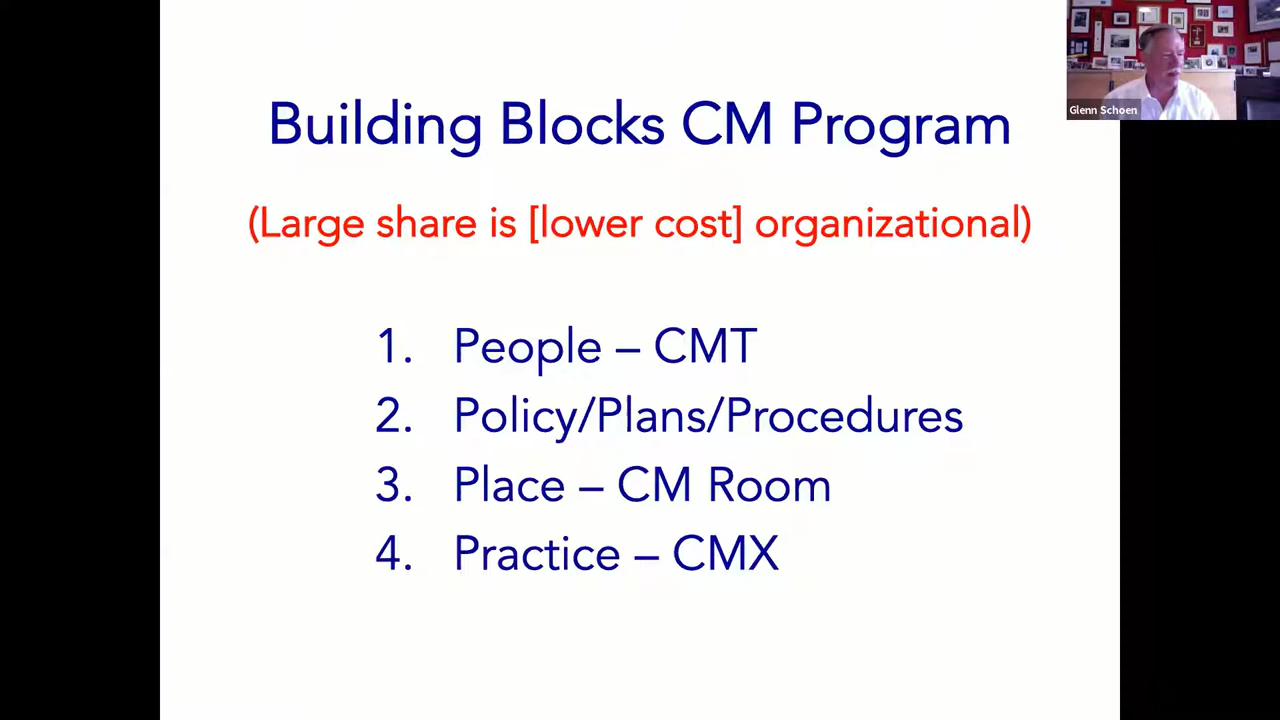 Building Blocks CM Program
(Large share is [lower cost] organizational)
1. People – CMT
2. Policy/Plans/Procedures
3. Place – CM Room
4. Practice – CMX
Glenn Schoen